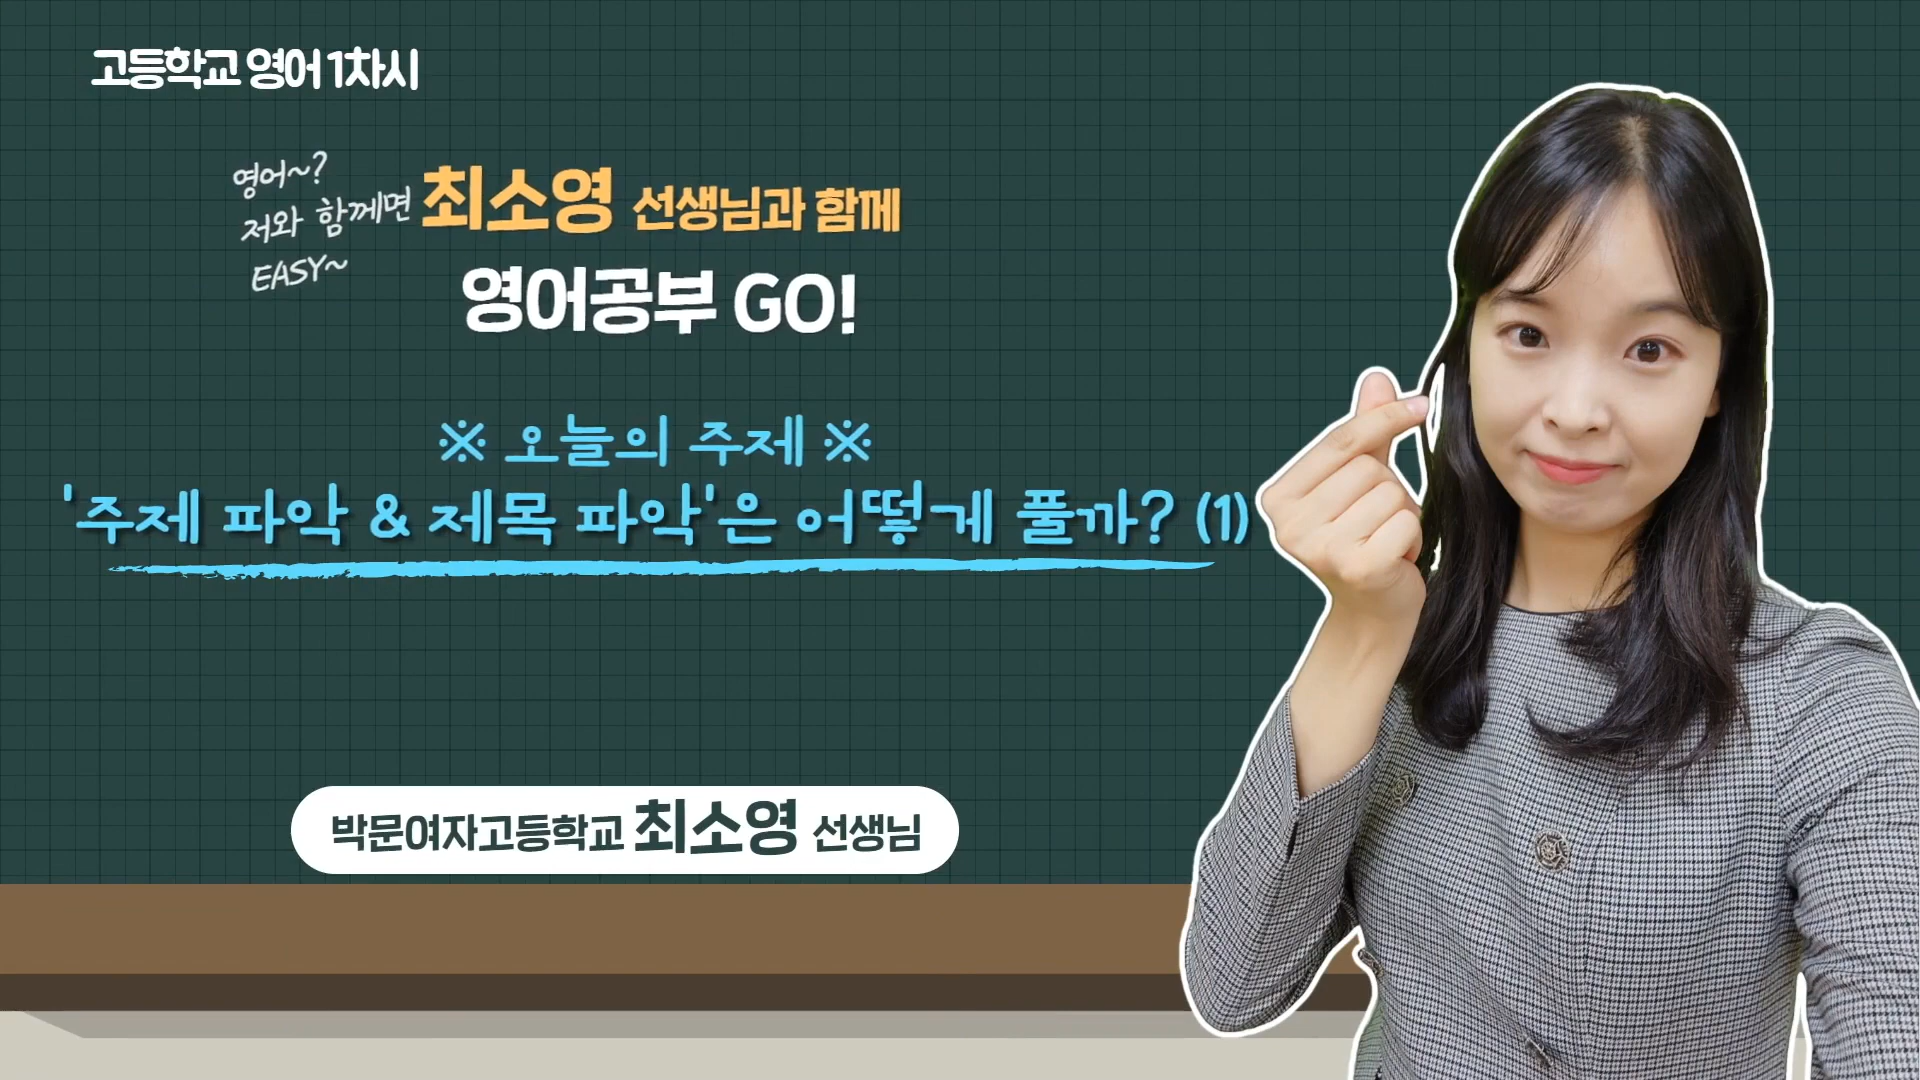 고등학교 영어 1차시
영어~?
저와 함께면
EASY~
최소영 선생님과 함께
영어공부 GO!
※ 오늘의 주제 ※
'주제 파악 & 제목 파악'은 어떻게 풀까? (1)
박문여자고등학교 최소영 선생님